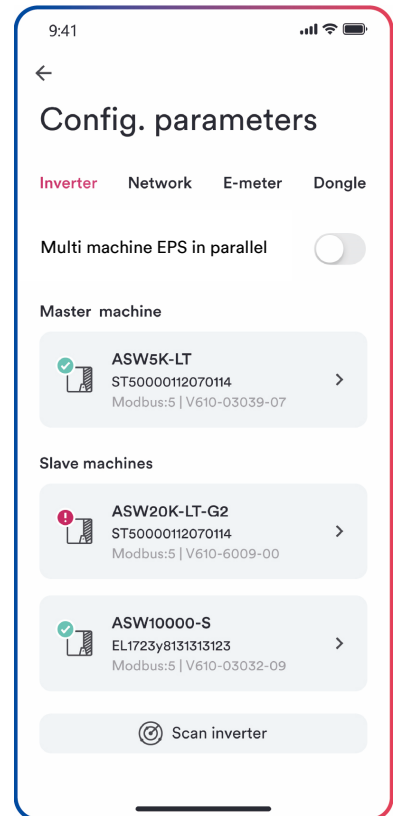 9:41
Config. parameters
Inverter Network E-meter Dongle
Multi machine EPS in parallel
Master machine
ASW5K-LT
ST50000112070114
Modbus:5 | V610-03039-07
Slave machines
ASW20K-LT-G2
ST50000112070114
Modbus:5 | V610-6009-00
ASW10000-S
EL1723y8131313123
Modbus:5 | V610-03032-09
Scan inverter